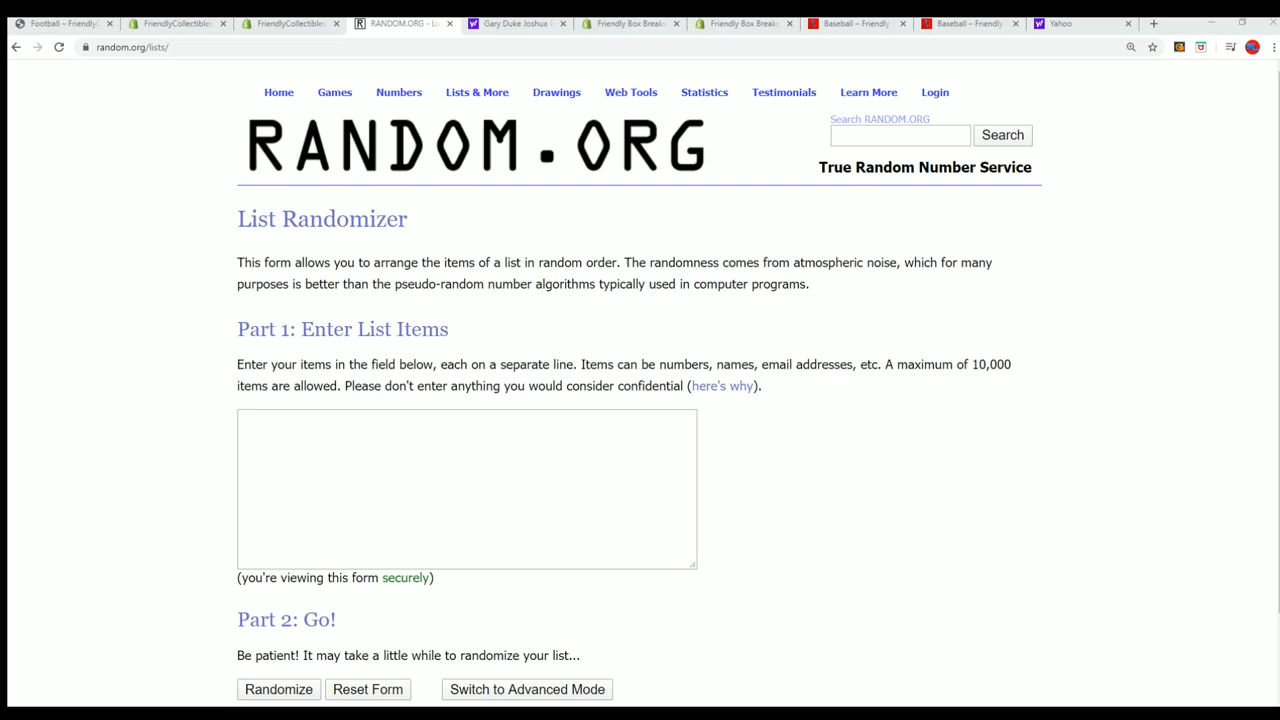 Football – Friendly
FriendlyCollectibles
FriendlyCollectibles
RANDOM.ORG - Li
Gary Duke Joshua
Friendly Box Breaks
Friendly Box Breaks
Baseball – Friendly
Baseball – Friendly
Yahoo
random.org/lists/
Home Games Numbers Lists & More Drawings Web Tools Statistics Testimonials Learn More Login
RANDOM.ORG
Search RANDOM.ORG
Search
True Random Number Service
List Randomizer
This form allows you to arrange the items of a list in random order. The randomness comes from atmospheric noise, which for many
purposes is better than the pseudo-random number algorithms typically used in computer programs.
Part 1: Enter List Items
Enter your items in the field below, each on a separate line. Items can be numbers, names, email addresses, etc. A maximum of 10,000
items are allowed. Please don't enter anything you would consider confidential (here's why).
(you're viewing this form securely)
Part 2: Go!
Be patient! It may take a little while to randomize your list...
Randomize Reset Form Switch to Advanced Mode